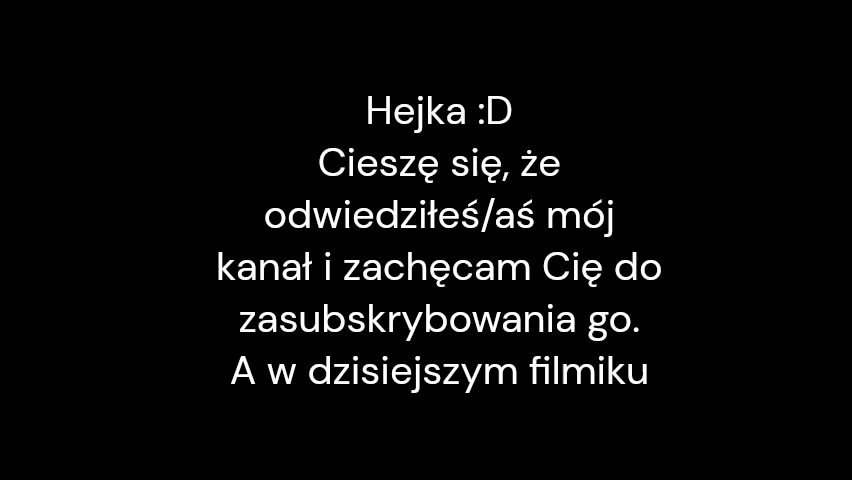 Hejka :D
Cieszę się, że
odwiedziłeś/aś mój
kanał i zachęcam Cię do
zasubskrybowania go.
A w dzisiejszym filmiku